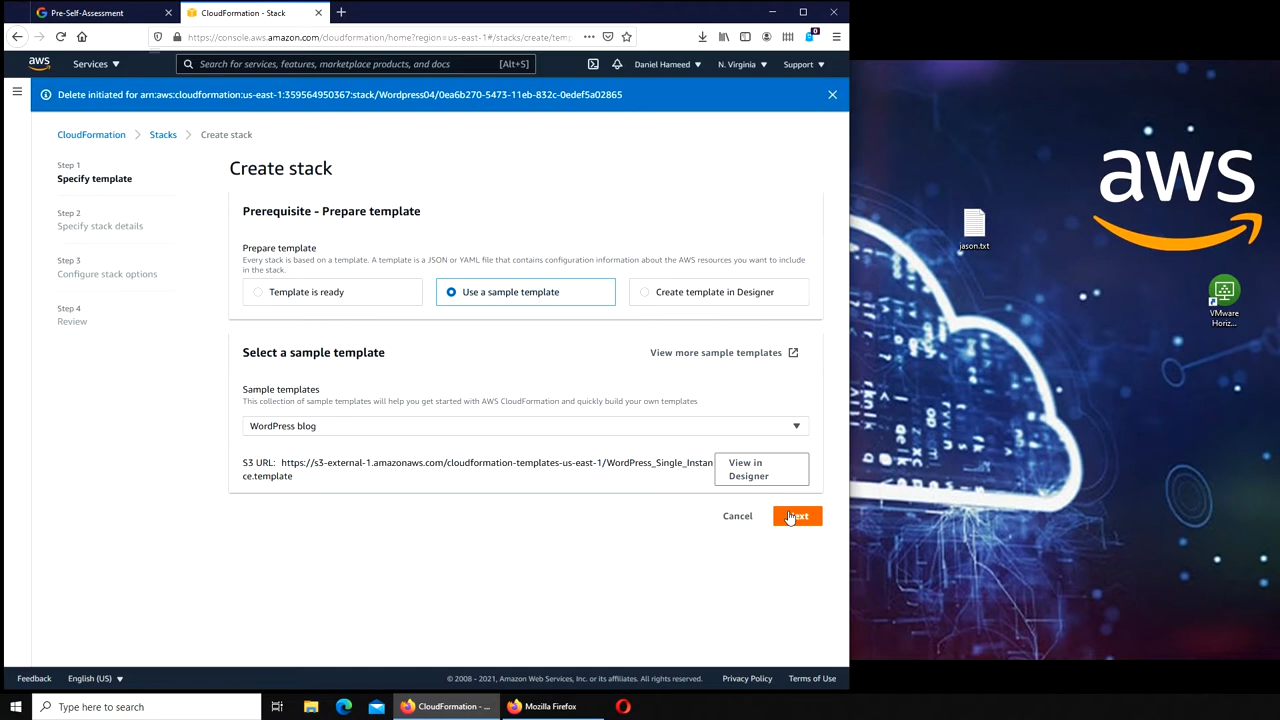 Pre-Self-Assessment
CloudFormation - Stack
https://console.aws.amazon.com/cloudformation/home?region=us-east-1#/stacks/create/temp
0
aws
Services
Search for services, features, marketplace products, and docs
[Alt+S]
Daniel Hameed
N. Virginia
Support
Delete initiated for arn:aws:cloudformation:us-east-1:359564950367:stack/Wordpress04/0ea6b270-5473-11eb-832c-0edef5a02865
CloudFormation
Stacks
Create stack
Step 1
Specify template
Step 2
Specify stack details
Step 3
Configure stack options
Step 4
Review
Create stack
Prerequisite - Prepare template
Prepare template
Every stack is based on a template. A template is a JSON or YAML file that contains configuration information about the AWS resources you want to include
in the stack.
Template is ready
Use a sample template
Create template in Designer
Select a sample template
View more sample templates
Sample templates
This collection of sample templates will help you get started with AWS CloudFormation and quickly build your own templates
WordPress blog
S3 URL: https://s3-external-1.amazonaws.com/cloudformation-templates-us-east-1/WordPress_Single_Instan
ce.template
View in
Designer
Cancel
Next
Feedback
English (US)
© 2008 - 2021, Amazon Web Services, Inc. or its affiliates. All rights reserved.
Privacy Policy
Terms of Use
aws
jason.txt
VMware
Horiz...
Type here to search
CloudFormation - ...
Mozilla Firefox